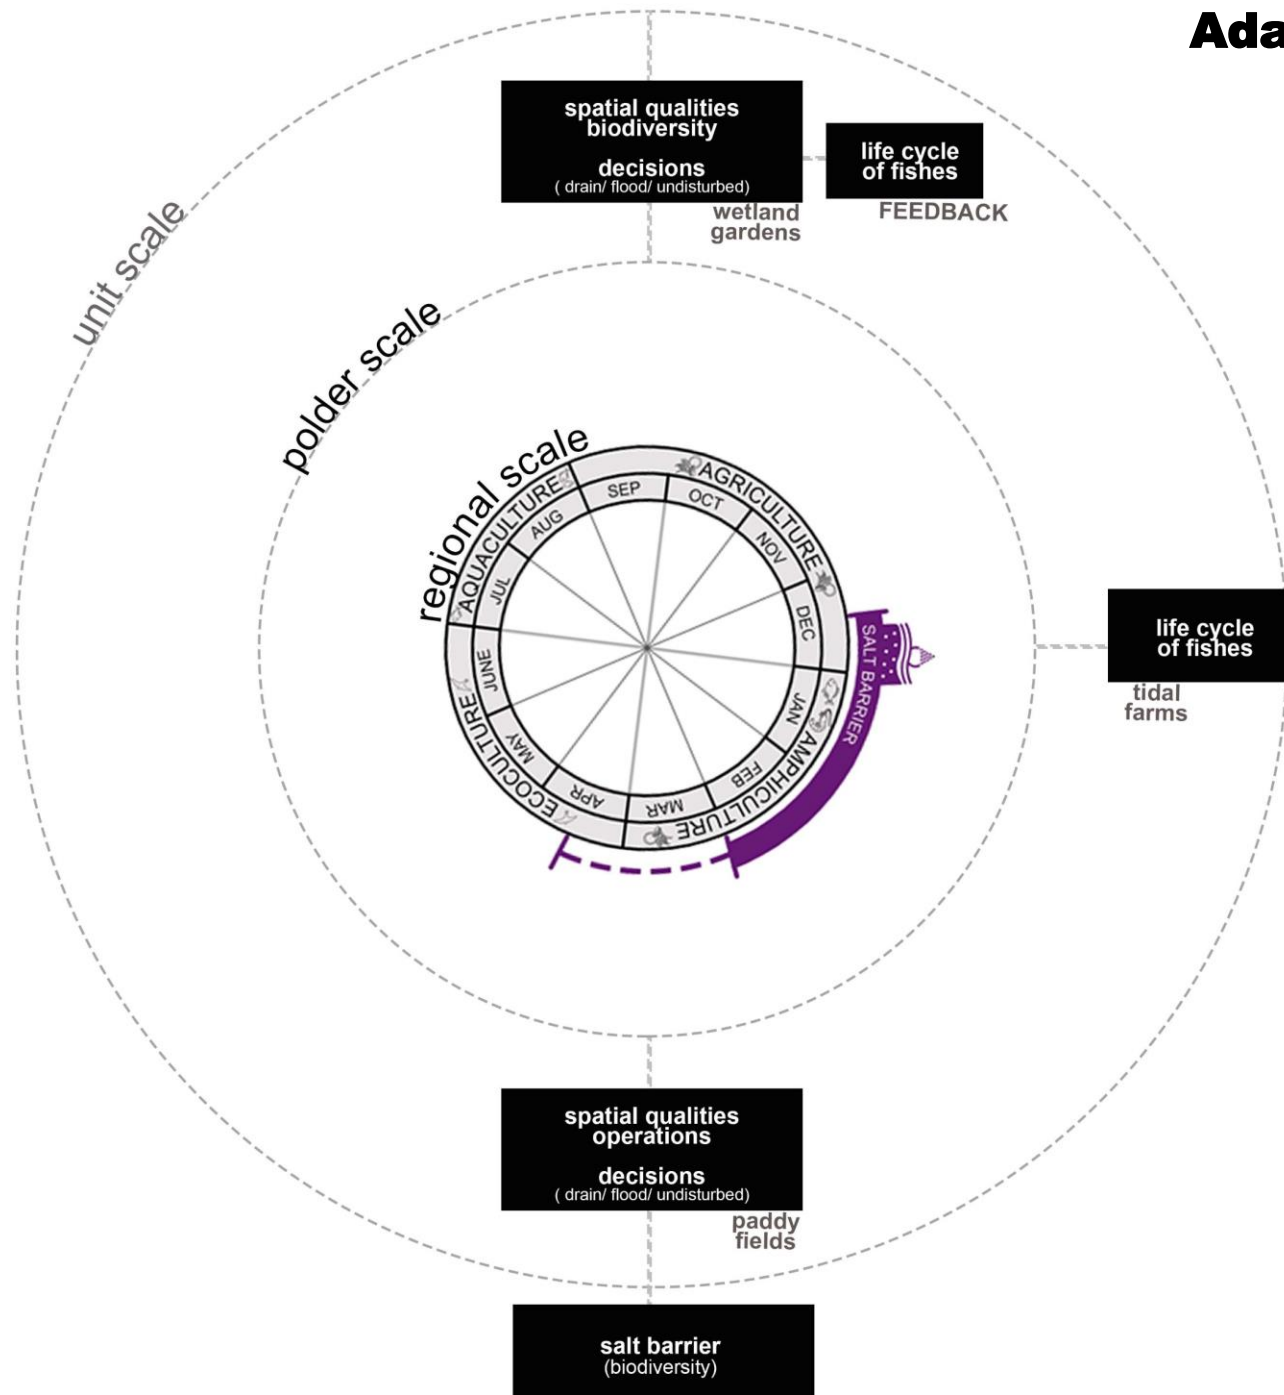 Ada
spatial qualities
biodiversity
decisions
( drain/ flood/ undisturbed)
life cycle
of fishes
wetland
gardens
FEEDBACK
unit scale
polder scale
regional scale
AGRICULTURE
AQUACULTURE
ECOCULTURE
AMPHICULTURE
SEP
OCT
NOV
DEC
JAN
FEB
MAR
APR
MAY
JUNE
JUL
AUG
SALT BARRIER
life cycle
of fishes
tidal
farms
spatial qualities
operations
decisions
( drain/ flood/ undisturbed)
paddy
fields
salt barrier
(biodiversity)